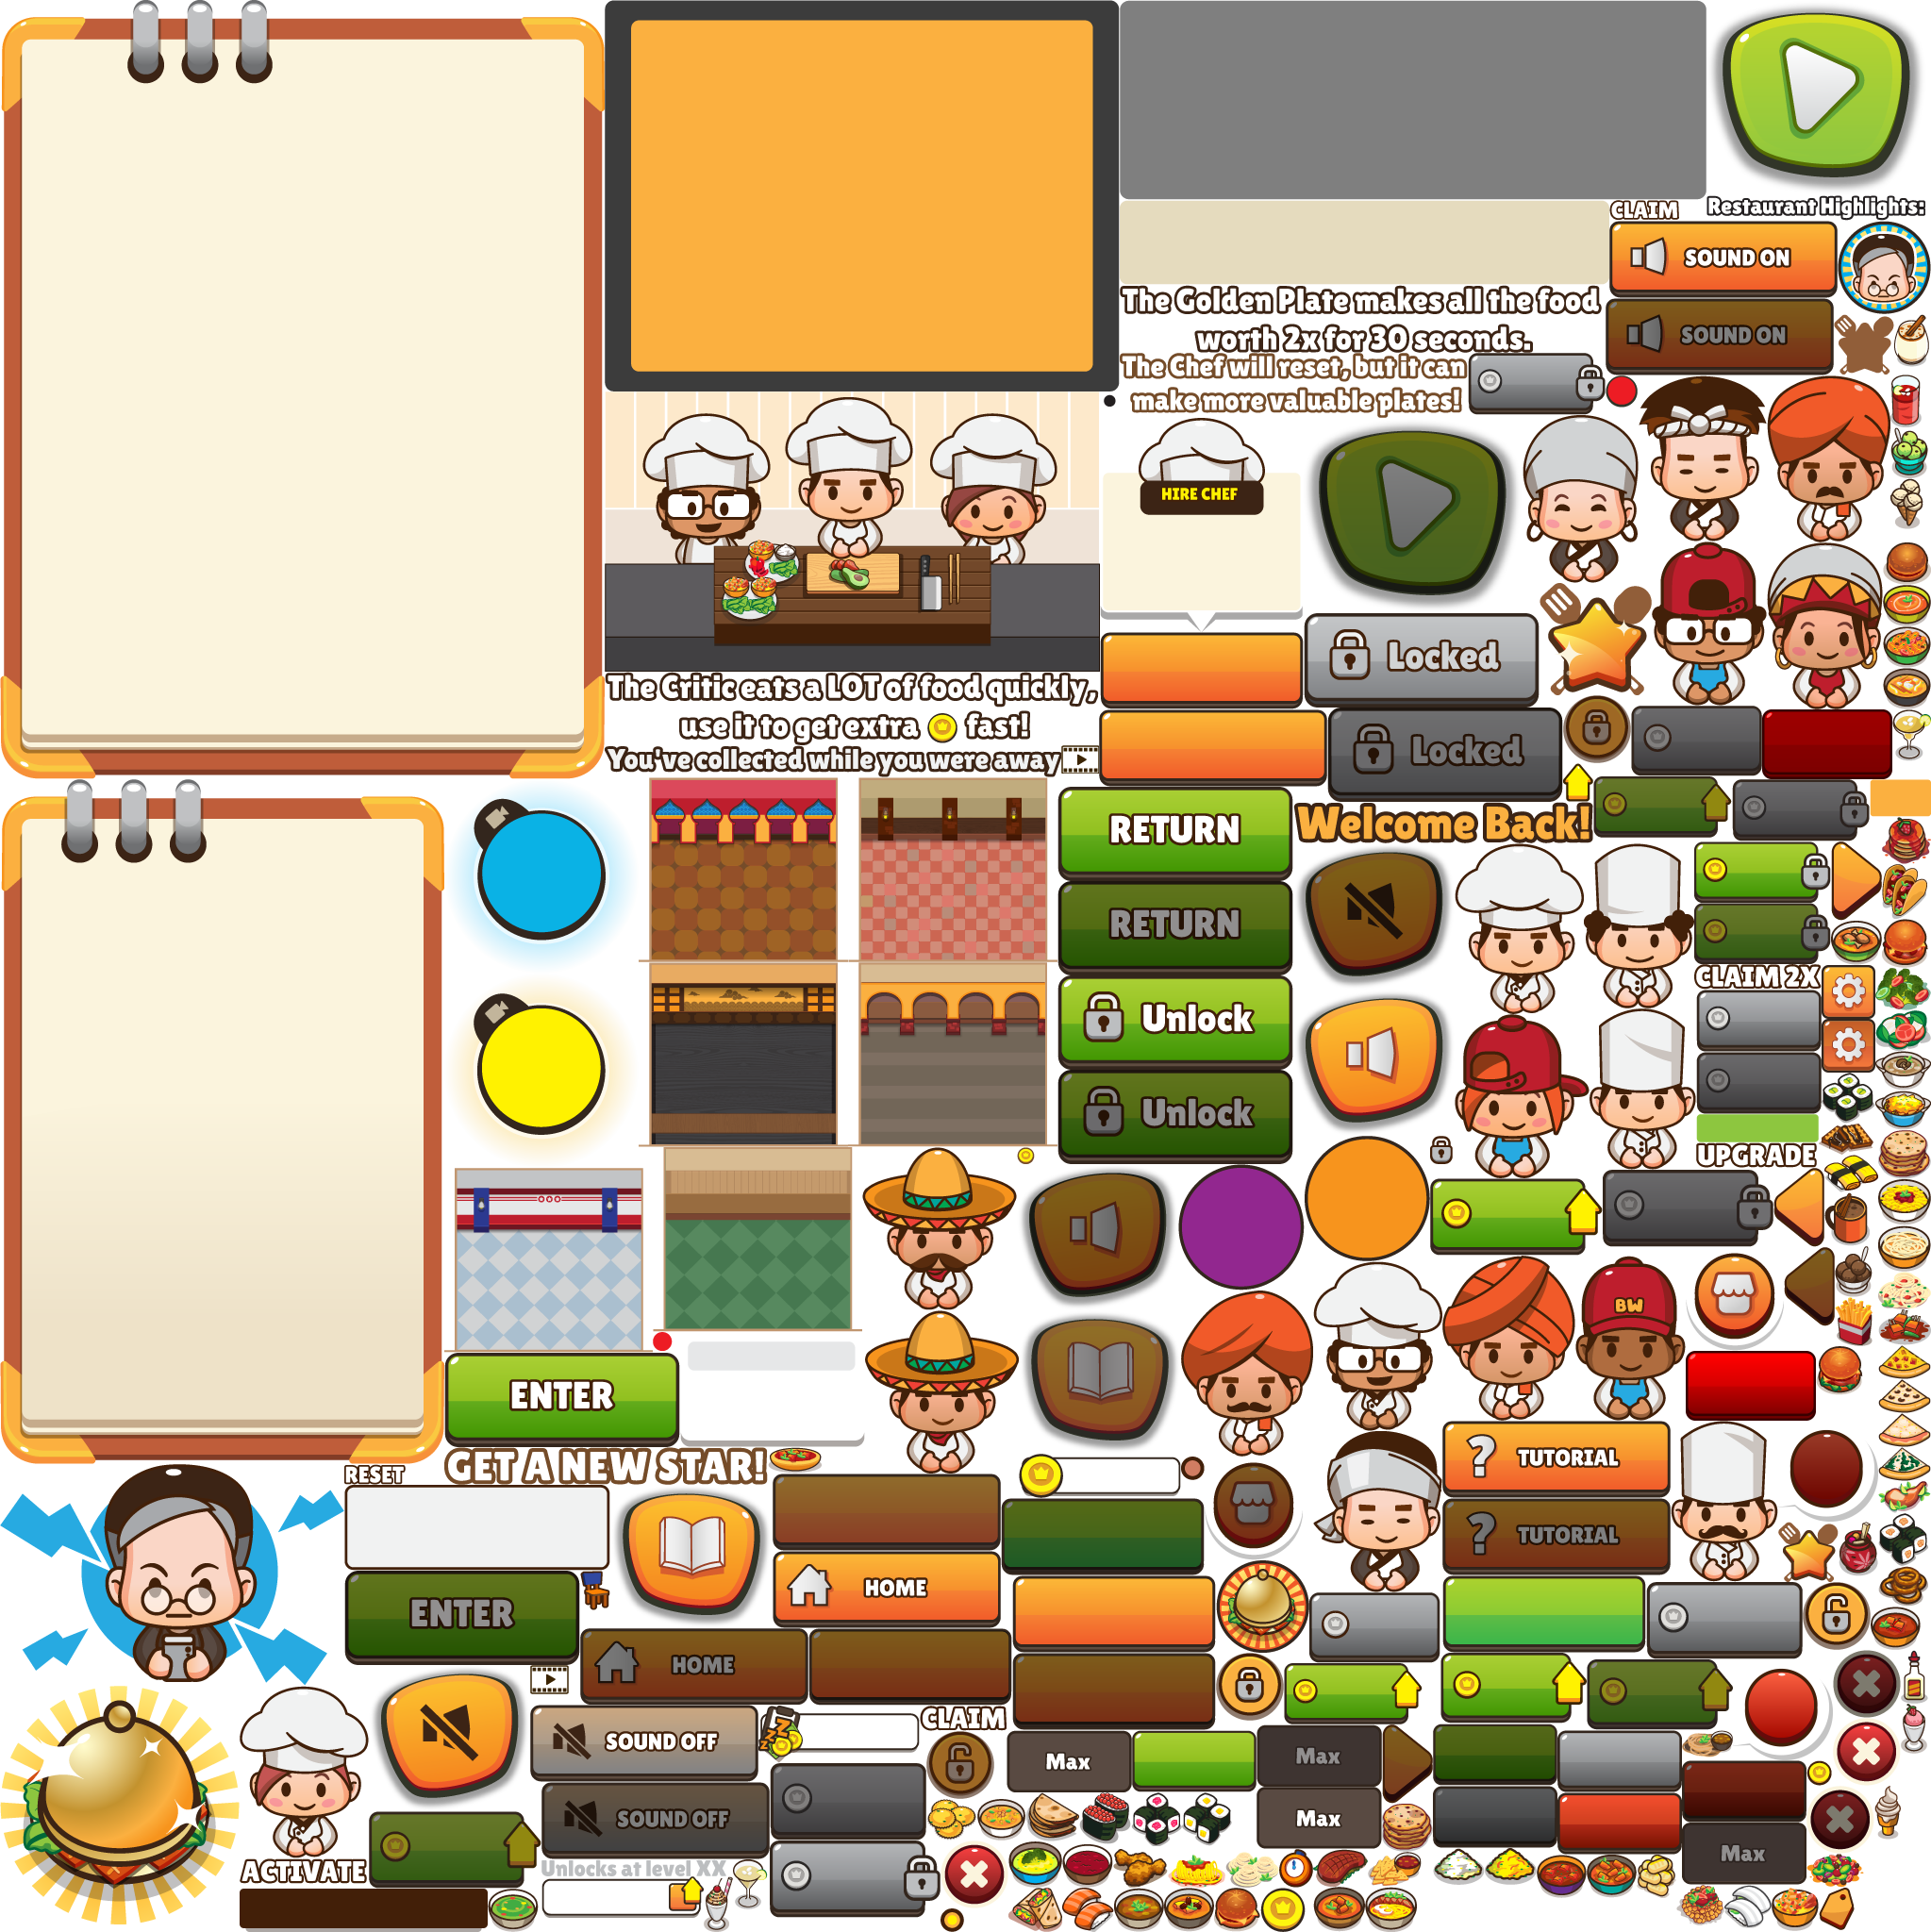 CLAIM
Restaurant Highlights:
SOUND ON
SOUND ON
The Golden Plate makes all the food
worth 2x for 30 seconds.
The Chef will reset, but it can
make more valuable plates!
HIRE CHEF
Locked
Locked
The Critic eats a LOT of food quickly,
use it to get extra fast!
You've collected while you were away
Welcome Back!
RETURN
RETURN
Unlock
Unlock
CLAIM 2X
UPGRADE
BW
ENTER
GET A NEW STAR!
RESET
ENTER
TUTORIAL
TUTORIAL
HOME
HOME
SOUND OFF
SOUND OFF
CLAIM
Max
Max
Max
Max
ACTIVATE
Unlocks at level XX